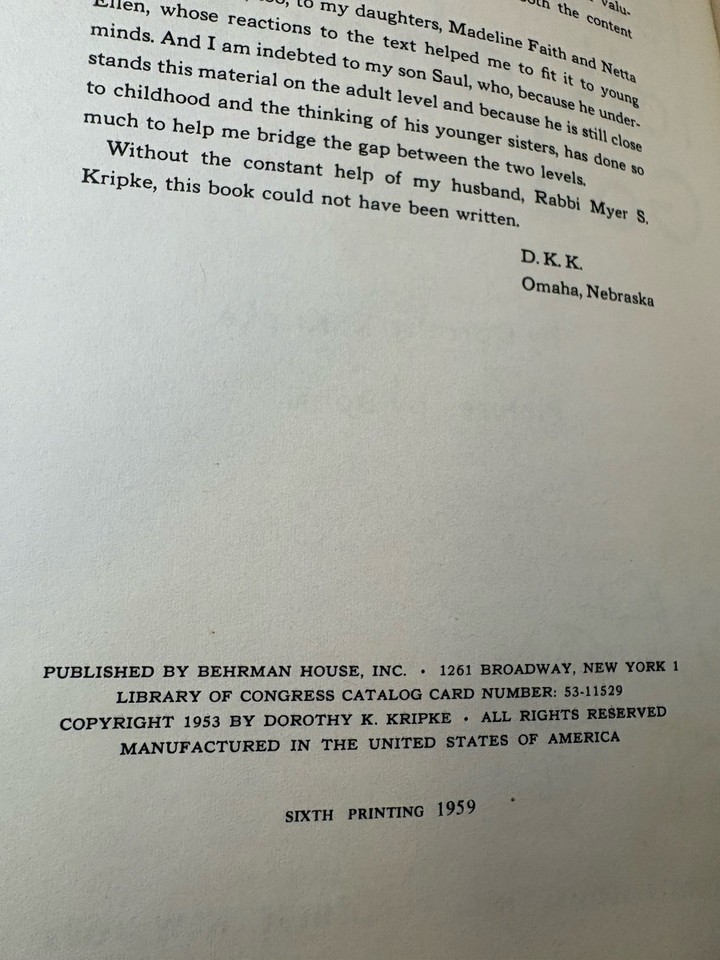 both the content
to my daughters, Madeline Faith and Netta
Ellen, whose reactions to the text helped me to fit it to young
minds. And I am indebted to my son Saul, who, because he under-
stands this material on the adult level and because he is still close
to childhood and the thinking of his younger sisters, has done so
much to help me bridge the gap between the two levels.
Without the constant help of my husband, Rabbi Myer S.
Kripke, this book could not have been written.
D. K. K.
Omaha, Nebraska
PUBLISHED BY BEHRMAN HOUSE, INC. • 1261 BROADWAY, NEW YORK 1
LIBRARY OF CONGRESS CATALOG CARD NUMBER: 53-11529
COPYRIGHT 1953 BY DOROTHY K. KRIPKE • ALL RIGHTS RESERVED
MANUFACTURED IN THE UNITED STATES OF AMERICA
SIXTH PRINTING 1959